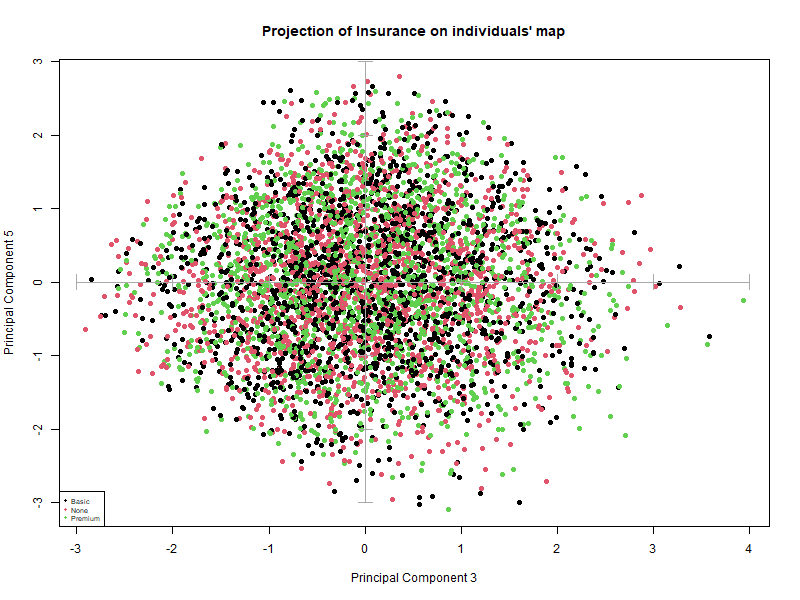 Projection of Insurance on individuals' map
3
2
1
0
-1
-2
-3
Principal Component 5
Basic
None
Premium
-3 -2 -1 0 1 2 3 4
Principal Component 3